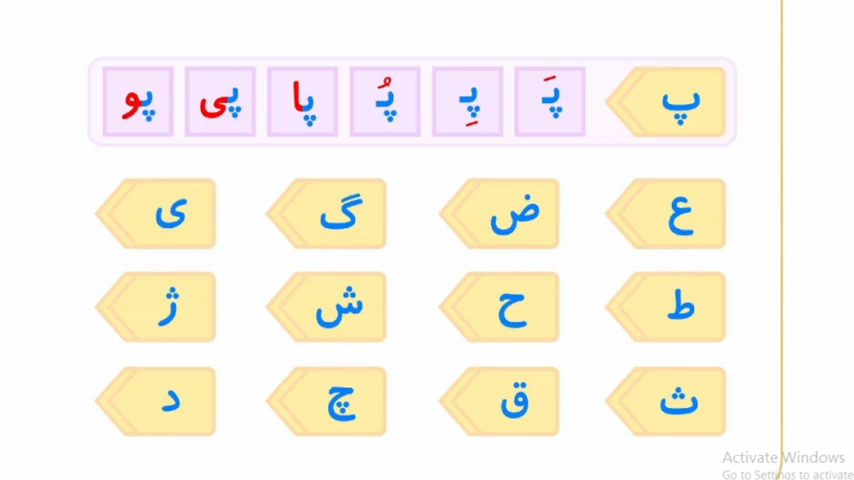 پ پَـ پِـ پُـ پا پی پو
ع ض گ ی
ط ح ش ژ
ث ق چ د
Activate Windows
Go to Settings to activate